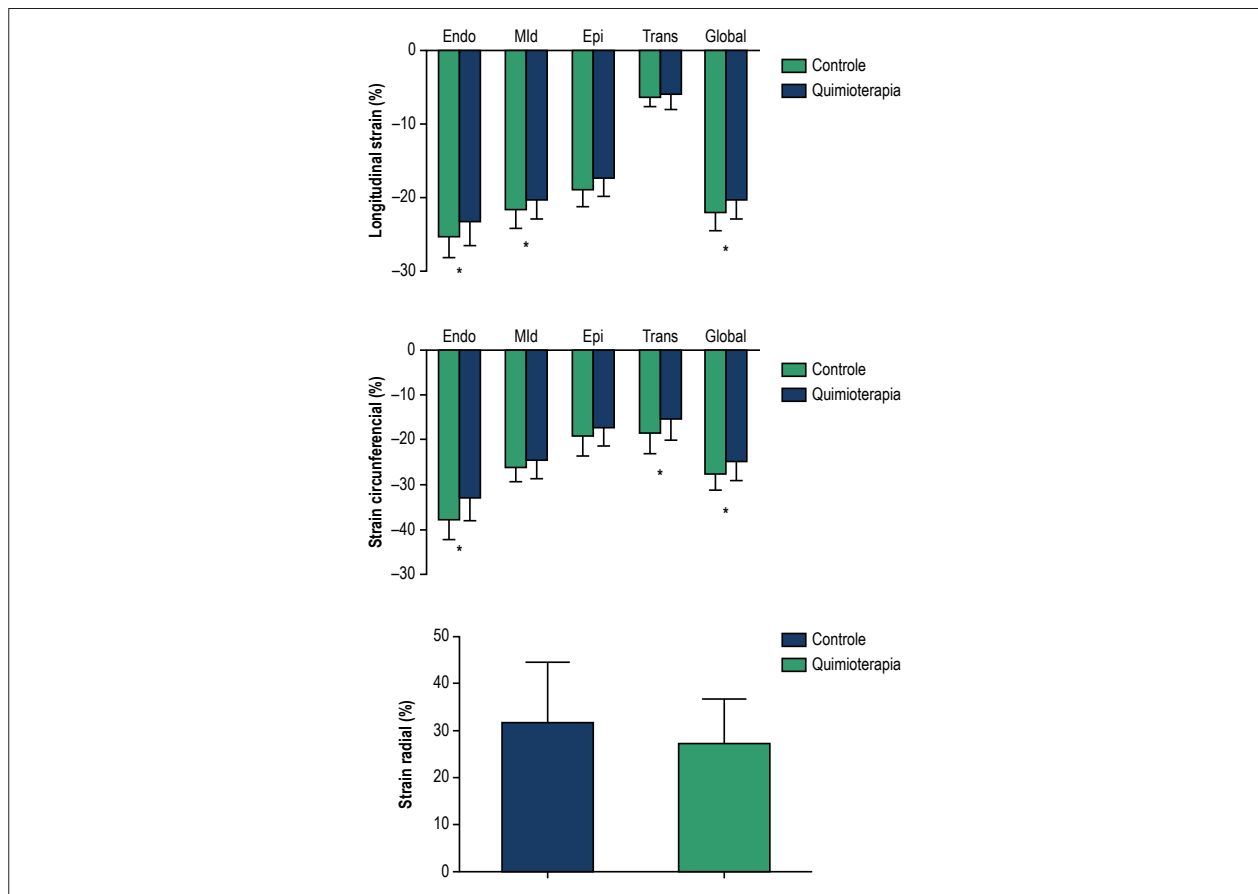 Endo MId Epi Trans Global
0
–10
–20
–30
Longitudinal strain (%)
Controle
Quimioterapia
* * *
Endo MId Epi Trans Global
0
–10
–20
–30
–40
–30
Strain circunferencial (%)
Controle
Quimioterapia
* * *
50
40
30
20
10
0
Strain radial (%)
Controle
Quimioterapia